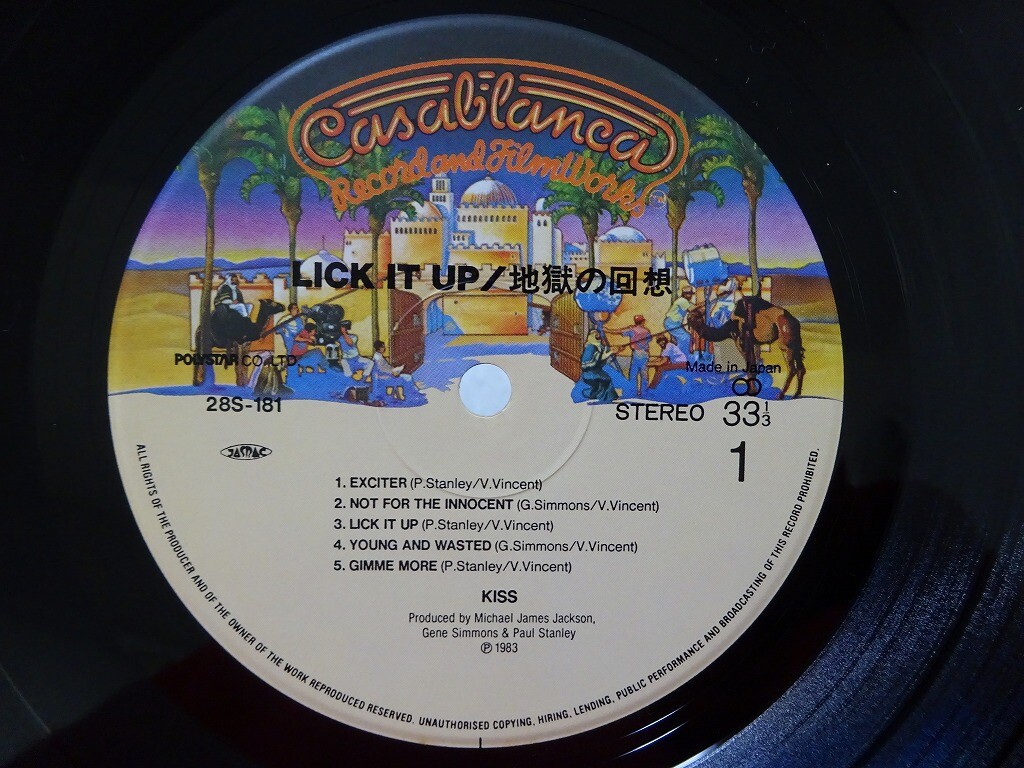 Casablanca
Record and FilmWorks
TM
LICK IT UP/地獄の回想
POLYSTAR CO., LTD.
Made in Japan
28S-181
STEREO 33 1/3
JASRAC
1
1. EXCITER (P.Stanley/V.Vincent)
2. NOT FOR THE INNOCENT (G.Simmons/V.Vincent)
3. LICK IT UP (P.Stanley/V.Vincent)
4. YOUNG AND WASTED (G.Simmons/V.Vincent)
5. GIMME MORE (P.Stanley/V.Vincent)
KISS
Produced by Michael James Jackson,
Gene Simmons & Paul Stanley
℗ 1983
ALL RIGHTS OF THE PRODUCER AND OF THE OWNER OF THE WORK REPRODUCED RESERVED. UNAUTHORISED COPYING, HIRING, LENDING, PUBLIC PERFORMANCE AND BROADCASTING OF THIS RECORD PROHIBITED.